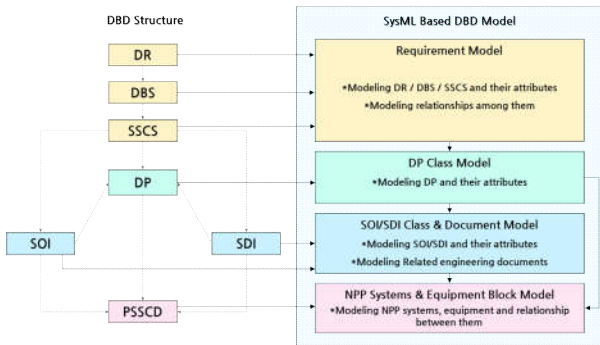 DBD Structure
SysML Based DBD Model
DR
DBS
SSCS
DP
SOI
SDI
PSSCD
Requirement Model
*Modeling DR / DBS / SSCS and their attributes
*Modeling relationships among them
DP Class Model
*Modeling DP and their attributes
SOI/SDI Class & Document Model
*Modeling SOI/SDI and their attributes
*Modeling Related engineering documents
NPP Systems & Equipment Block Model
*Modeling NPP systems, equipment and relationship
between them